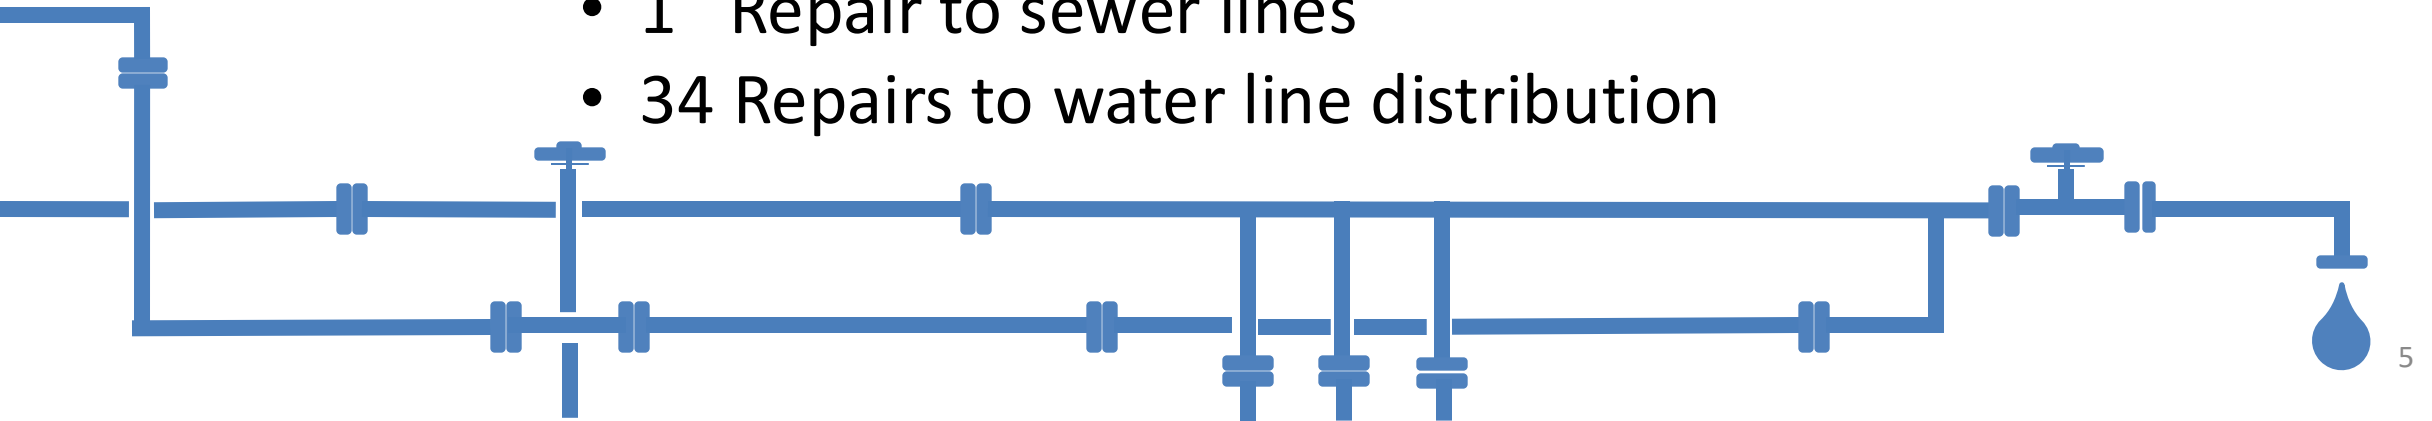 • 1 Repair to sewer lines
• 34 Repairs to water line distribution
5